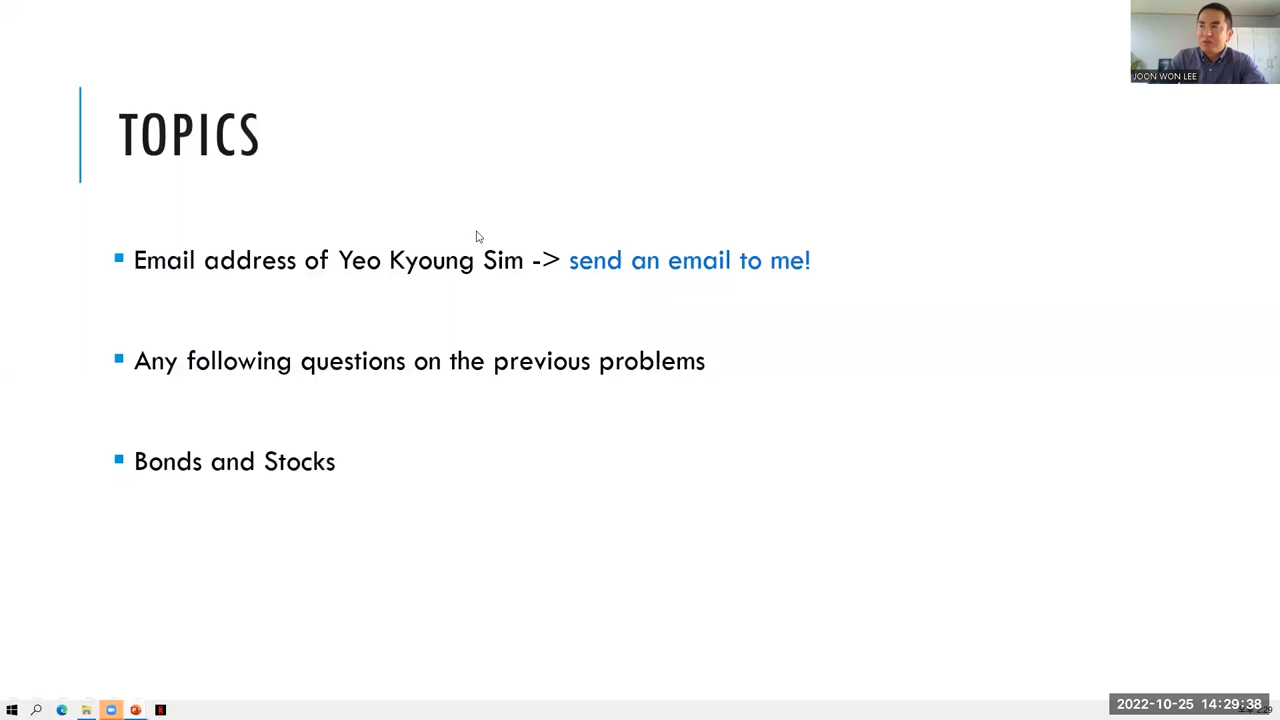 JOON WON LEE
TOPICS
Email address of Yeo Kyoung Sim -> send an email to me!
Any following questions on the previous problems
Bonds and Stocks
2022-10-25 14:29:38